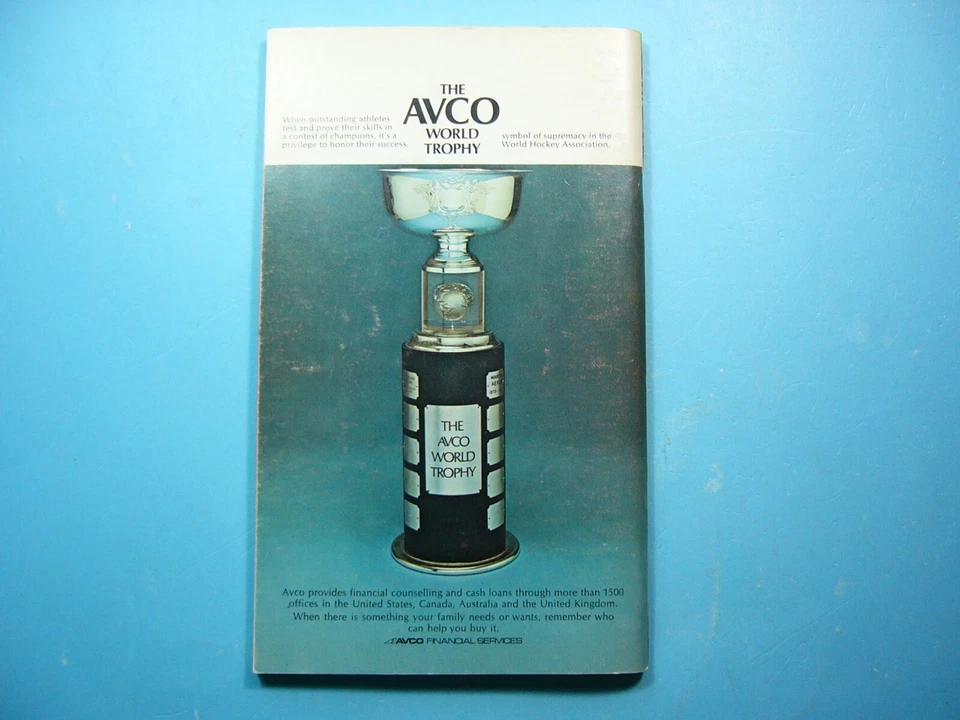 THE
AVCO
WORLD
TROPHY
When outstanding athletes
test and prove their skills in
a contest of champions, it's a
privilege to honor their success.
symbol of supremacy in the
World Hockey Association.
THE
AVCO
WORLD
TROPHY
Avco provides financial counselling and cash loans through more than 1500
offices in the United States, Canada, Australia and the United Kingdom.
When there is something your family needs or wants, remember who
can help you buy it.
AVCO FINANCIAL SERVICES